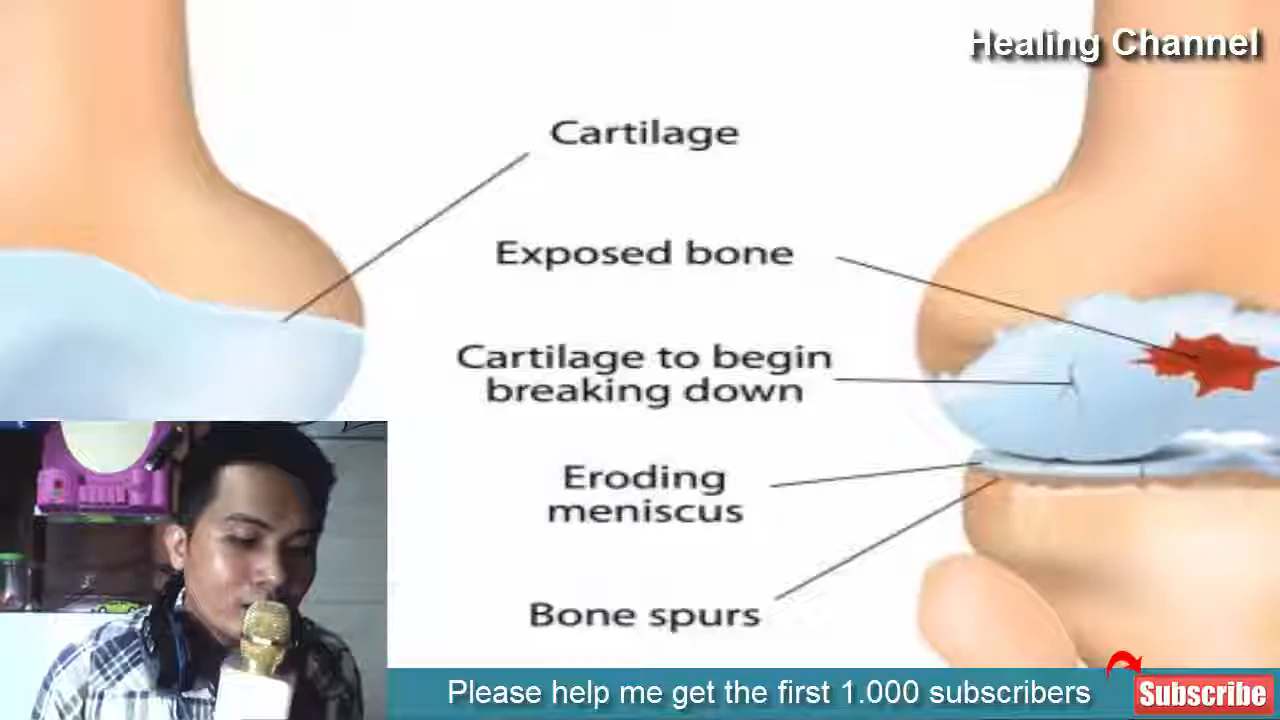 Healing Channel
Cartilage
Exposed bone
Cartilage to begin
breaking down
Eroding
meniscus
Bone spurs
Please help me get the first 1.000 subscribers
Subscribe